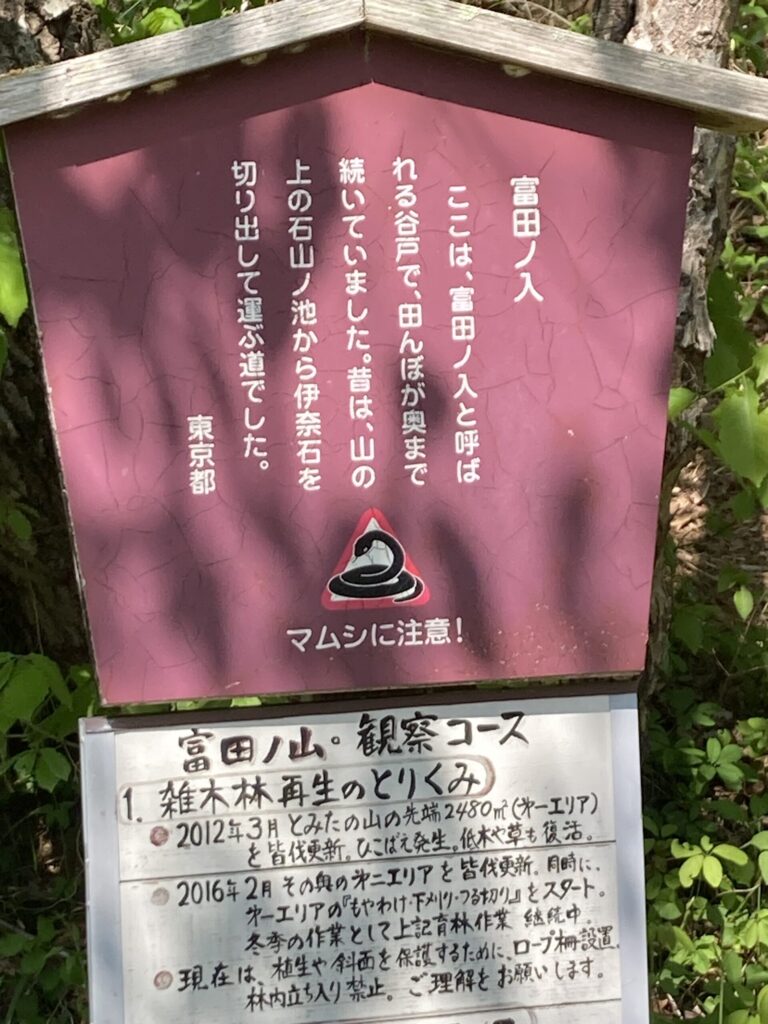 富田ノ入
ここは、富田ノ入と呼ば
れる谷戸で、田んぼが奥まで
続いていました。昔は、山の
上の石山ノ池から伊奈石を
切り出して運ぶ道でした。
東京都
マムシに注意!
富田ノ山・観察コース
1. 雑木林再生のとりくみ
2012年3月 とみたの山の先端2480㎡(第一エリア)
を皆伐更新。ひこばえ発生。低木や草も復活。
2016年2月 その奥の第二エリアを皆伐更新。同時に、
第一エリアの『もやわけ・下刈り・つる切り』をスタート。
冬季の作業として上記育林作業 継続中。
現在は、植生や斜面を保護するために、ロープ柵設置。
林内立ち入り禁止。ご理解をお願いします。